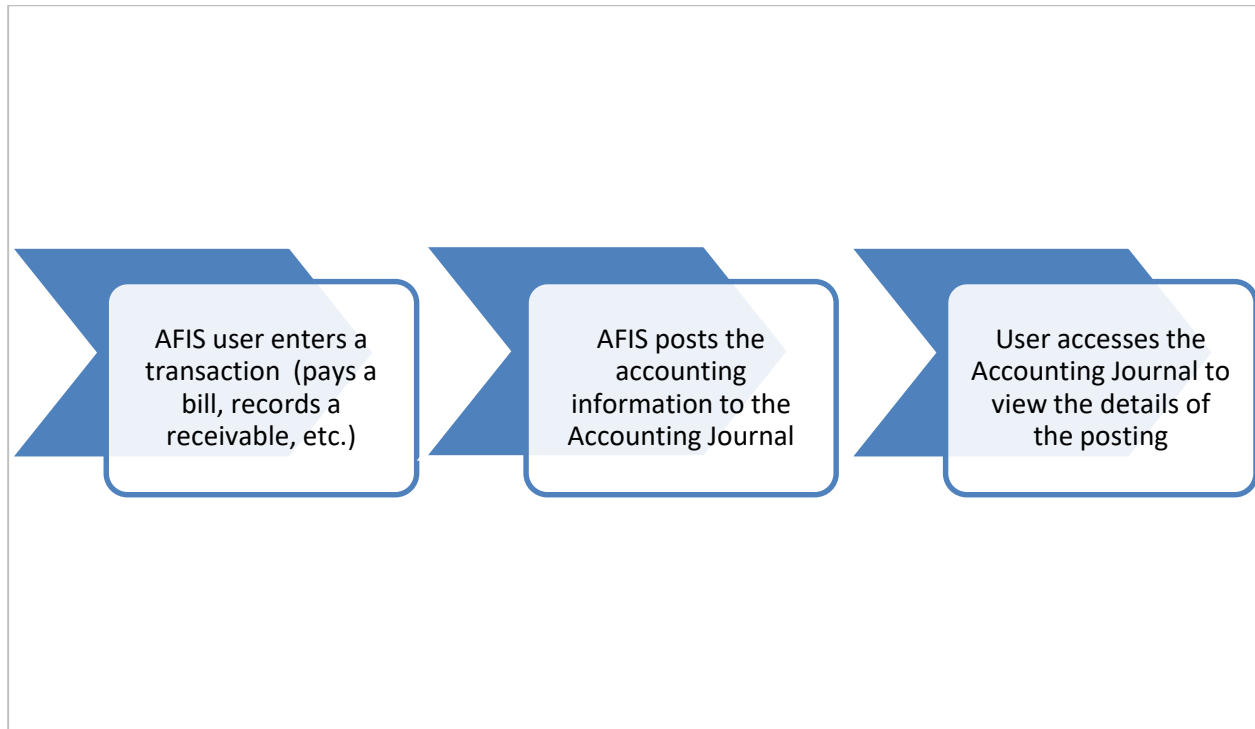 AFIS user enters a
transaction  (pays a
bill, records a
receivable, etc.)
AFIS posts the
accounting
information to the
Accounting Journal
User accesses the
Accounting Journal to
view the details of
the posting